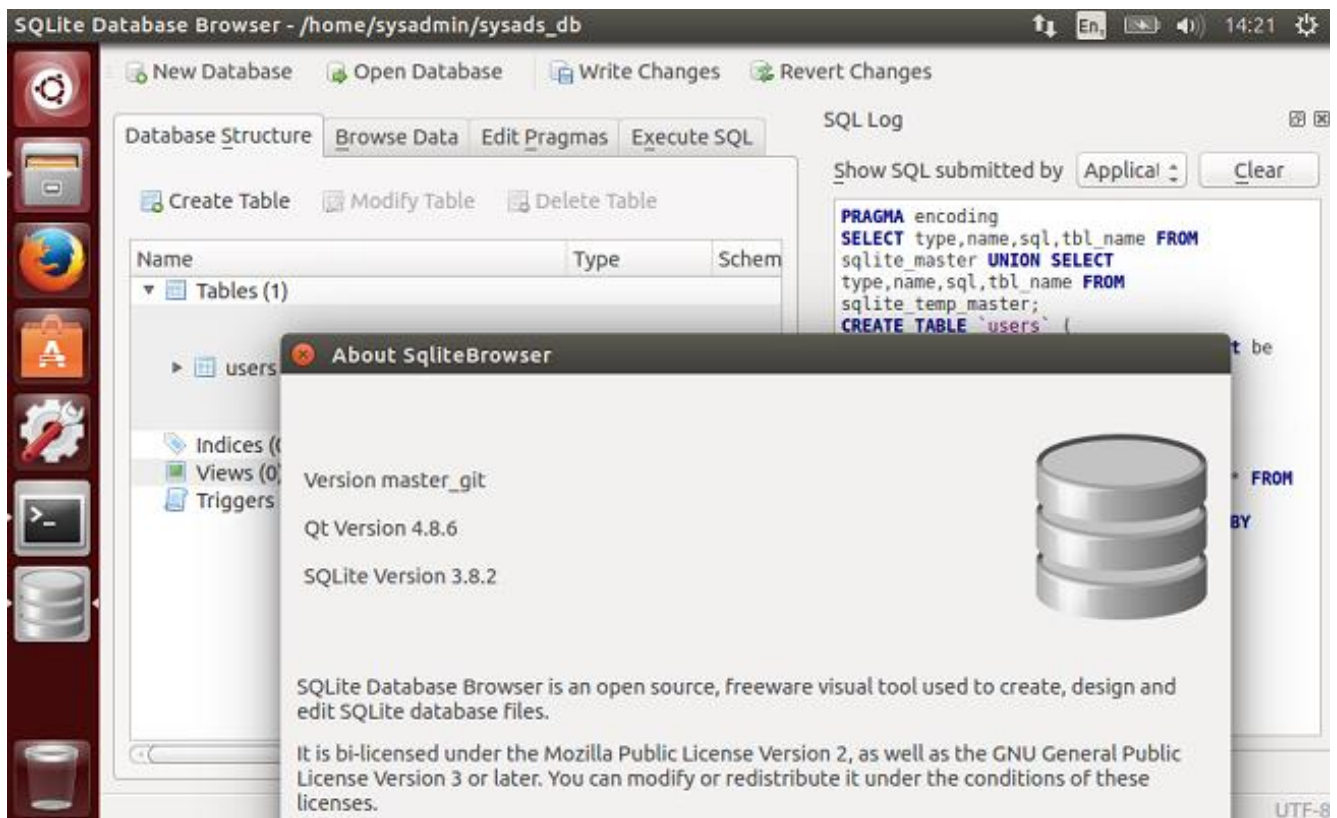 SQLite Database Browser - /home/sysadmin/sysads_db
En
14:21
New Database
Open Database
Write Changes
Revert Changes
Database Structure
Browse Data
Edit Pragmas
Execute SQL
SQL Log
Show SQL submitted by
Clear
Create Table
Modify Table
Delete Table
PRAGMA encoding
SELECT type,name,sql,tbl_name FROM
sqlite_master UNION SELECT
type,name,sql,tbl_name FROM
sqlite_temp_master;
CREATE TABLE `users` (
Name
Type
Schem
Tables (1)
users
be
Indices
Views (0)
Triggers
FROM
BY
About SqliteBrowser
Version master_git
Qt Version 4.8.6
SQLite Version 3.8.2
SQLite Database Browser is an open source, freeware visual tool used to create, design and
edit SQLite database files.
It is bi-licensed under the Mozilla Public License Version 2, as well as the GNU General Public
License Version 3 or later. You can modify or redistribute it under the conditions of these
licenses.
UTF-8